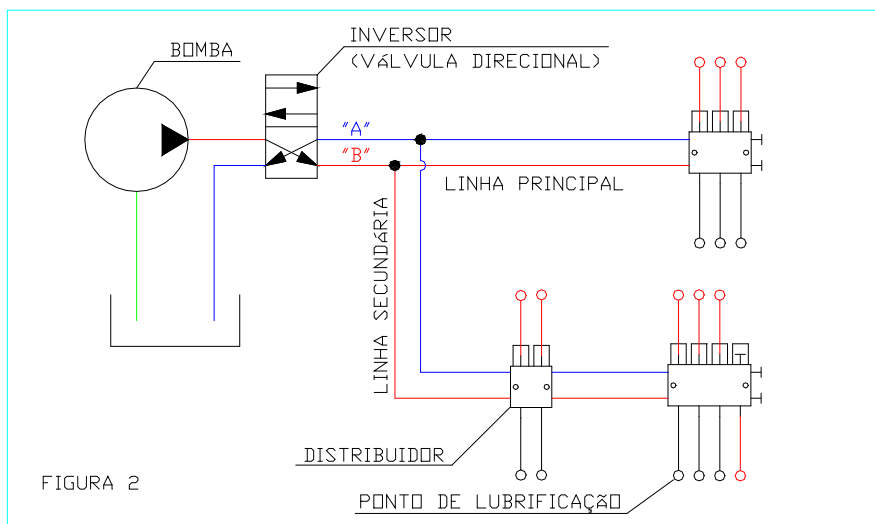 BOMBA
INVERSOR
(VÁLVULA DIRECIONAL)
"A"
"B"
LINHA PRINCIPAL
LINHA SECUNDÁRIA
DISTRIBUIDOR
FIGURA 2
PONTO DE LUBRIFICAÇÃO